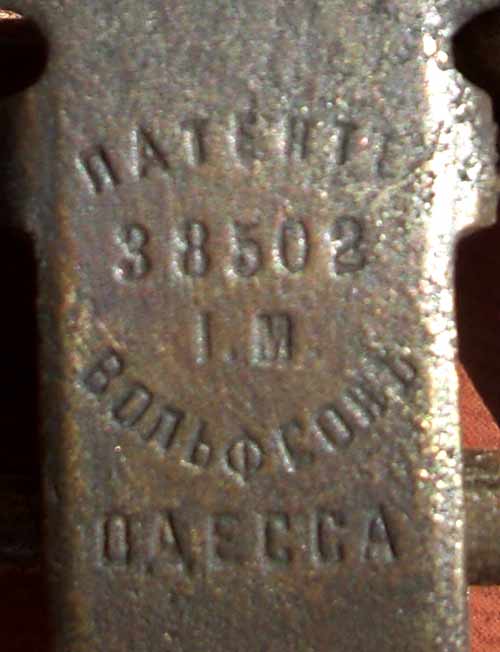 ПАТЕНТЪ
38502
І.М.
ВОЛЬФСОНЪ
ОДЕССА